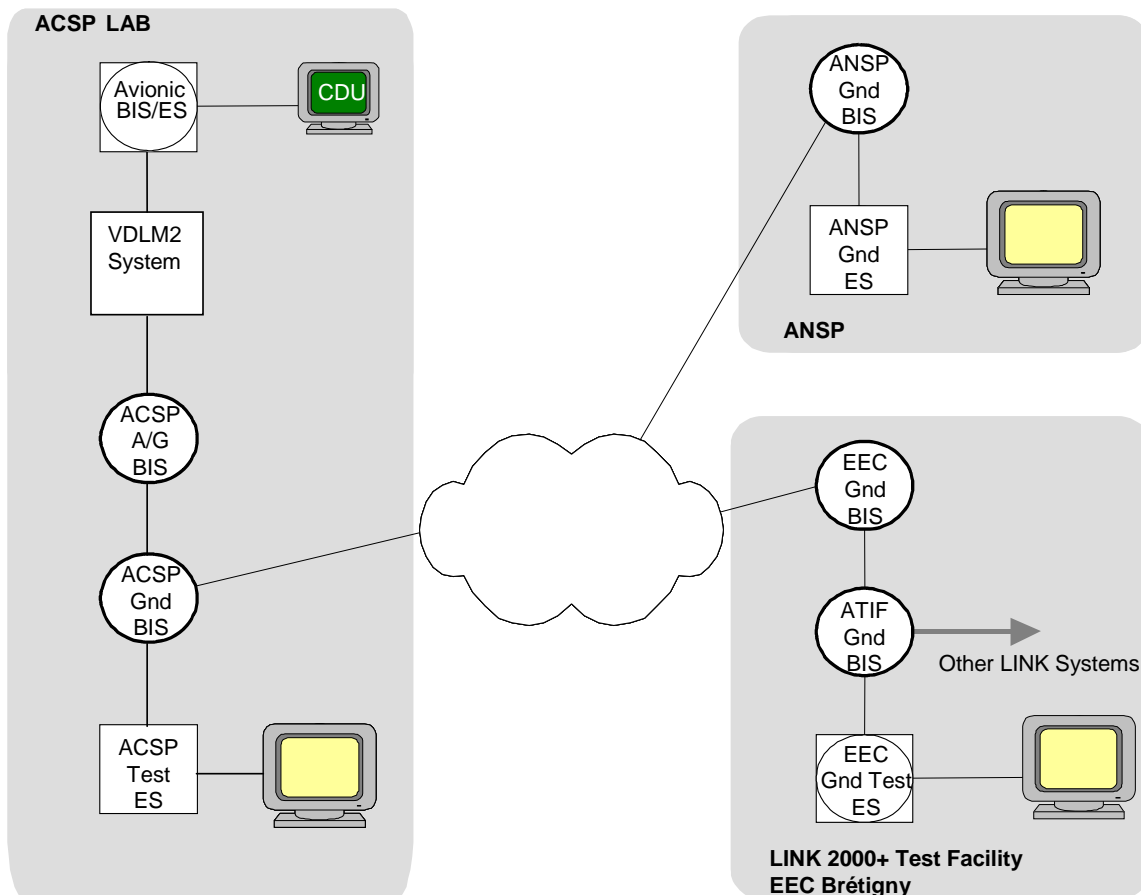 ACSP LAB
Avionic
BIS/ES
CDU
VDLM2
System
ACSP
A/G
BIS
ACSP
Gnd
BIS
ACSP
Test
ES
ANSP
Gnd
BIS
ANSP
Gnd
ES
ANSP
EEC
Gnd
BIS
ATIF
Gnd
BIS
Other LINK Systems
EEC
Gnd Test
ES
LINK 2000+ Test Facility
EEC Brétigny